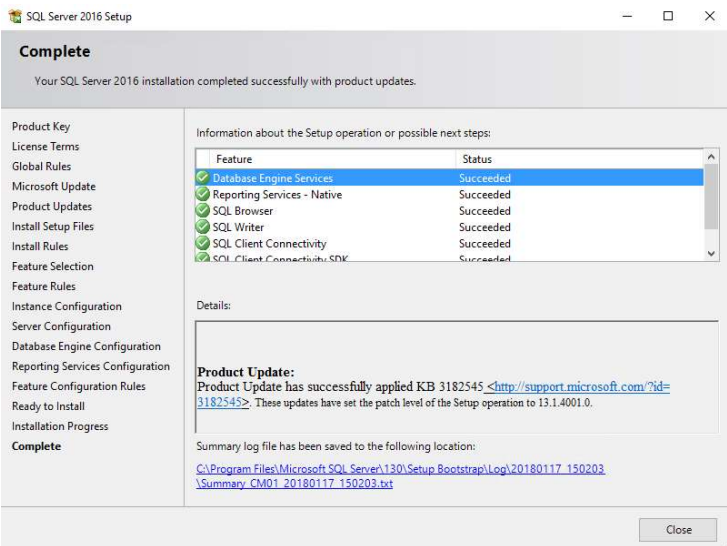 SQL Server 2016 Setup
Complete
Your SQL Server 2016 installation completed successfully with product updates.
Product Key
License Terms
Global Rules
Microsoft Update
Product Updates
Install Setup Files
Install Rules
Feature Selection
Feature Rules
Instance Configuration
Server Configuration
Database Engine Configuration
Reporting Services Configuration
Feature Configuration Rules
Ready to Install
Installation Progress
Complete
Information about the Setup operation or possible next steps:
Feature Status
Database Engine Services Succeeded
Reporting Services - Native Succeeded
SQL Browser Succeeded
SQL Writer Succeeded
SQL Client Connectivity Succeeded
SQL Client Connectivity SDK Succeeded
Details:
Product Update:
Product Update has successfully applied KB 3182545 <http://support.microsoft.com/?id=
3182545>. These updates have set the patch level of the Setup operation to 13.1.4001.0.
Summary log file has been saved to the following location:
C:\Program Files\Microsoft SQL Server\130\Setup Bootstrap\Log\20180117_150203
\Summary_CM01_20180117_150203.txt
Close